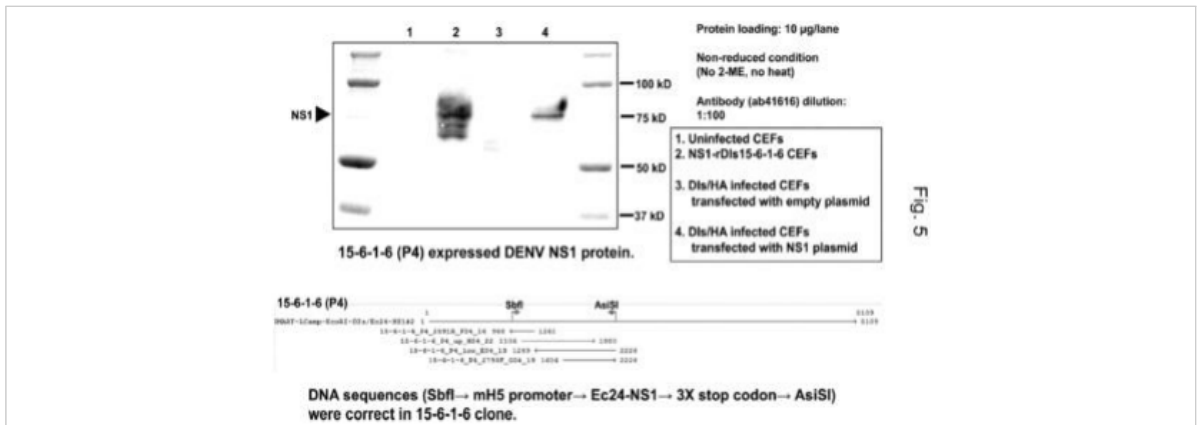 1 2 3 4
Protein loading: 10 µg/lane
Non-reduced condition
(No 2-ME, no heat)
Antibody (ab41616) dilution:
1:100
NS1
100 kD
75 kD
50 kD
37 kD
1. Uninfected CEFs
2. NS1-rDIs15-6-1-6 CEFs
3. DIs/HA infected CEFs
transfected with empty plasmid
4. DIs/HA infected CEFs
transfected with NS1 plasmid
Fig. 5
15-6-1-6 (P4) expressed DENV NS1 protein.
15-6-1-6 (P4)
SbfI AsiSI
DNA sequences (SbfI→ mH5 promoter→ Ec24-NS1→ 3X stop codon→ AsiSI)
were correct in 15-6-1-6 clone.